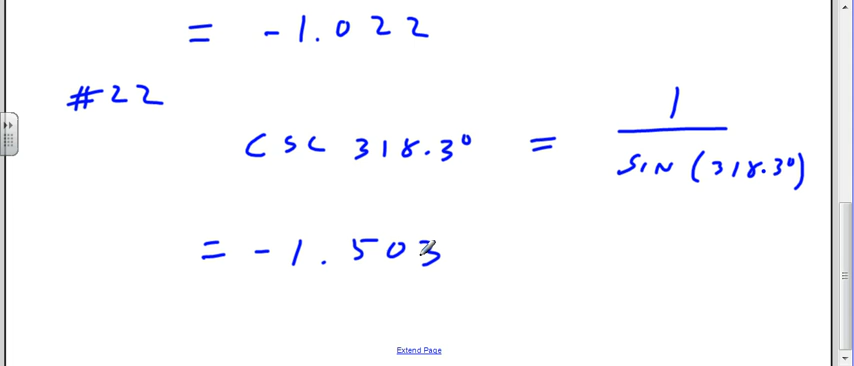 = -1.022
#22
csc 318.3° = 1 / sin (318.3°)
= -1.503
Extend Page